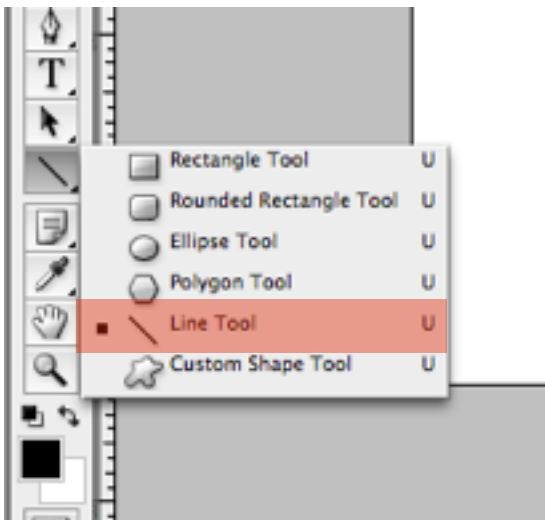 T
Rectangle Tool U
Rounded Rectangle Tool U
Ellipse Tool U
Polygon Tool U
Line Tool U
Custom Shape Tool U